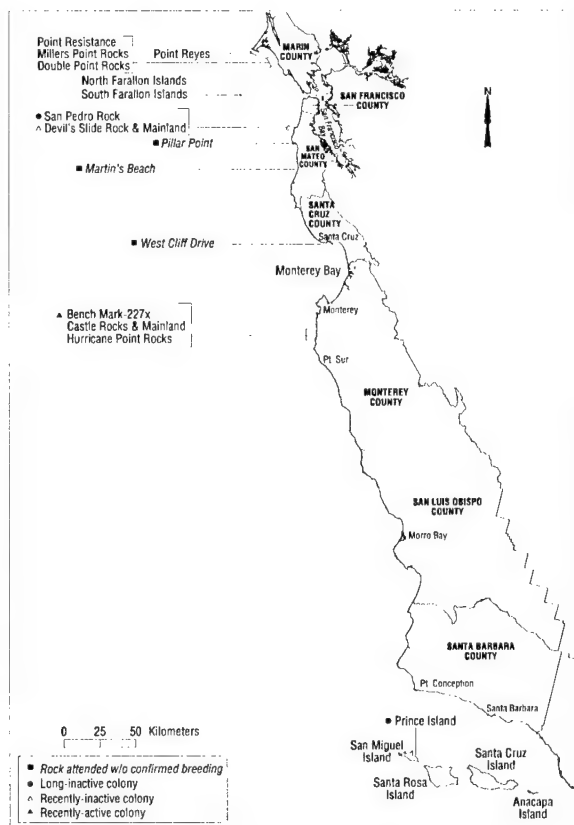 Point Resistance
Millers Point Rocks
Double Point Rocks
Point Reyes
North Farallon Islands
South Farallon Islands
● San Pedro Rock
^ Devil's Slide Rock & Mainland
■ Pillar Point
■ Martin's Beach
■ West Cliff Drive
Monterey Bay
▲ Bench Mark-227x
Castle Rocks & Mainland
Hurricane Point Rocks
MARIN
COUNTY
SAN FRANCISCO
COUNTY
N
SAN
MATEO
COUNTY
SANTA
CRUZ
COUNTY
Santa Cruz
Monterey
Pt Sur
MONTEREY
COUNTY
SAN LUIS OBISPO
COUNTY
Morro Bay
SANTA BARBARA
COUNTY
Pt Conception
Santa Barbara
● Prince Island
San Miguel
Island
Santa Rosa
Island
Santa Cruz
Island
Anacapa
Island
0 25 50 Kilometers
■ Rock attended w/o confirmed breeding
● Long-inactive colony
^ Recently-inactive colony
▲ Recently-active colony